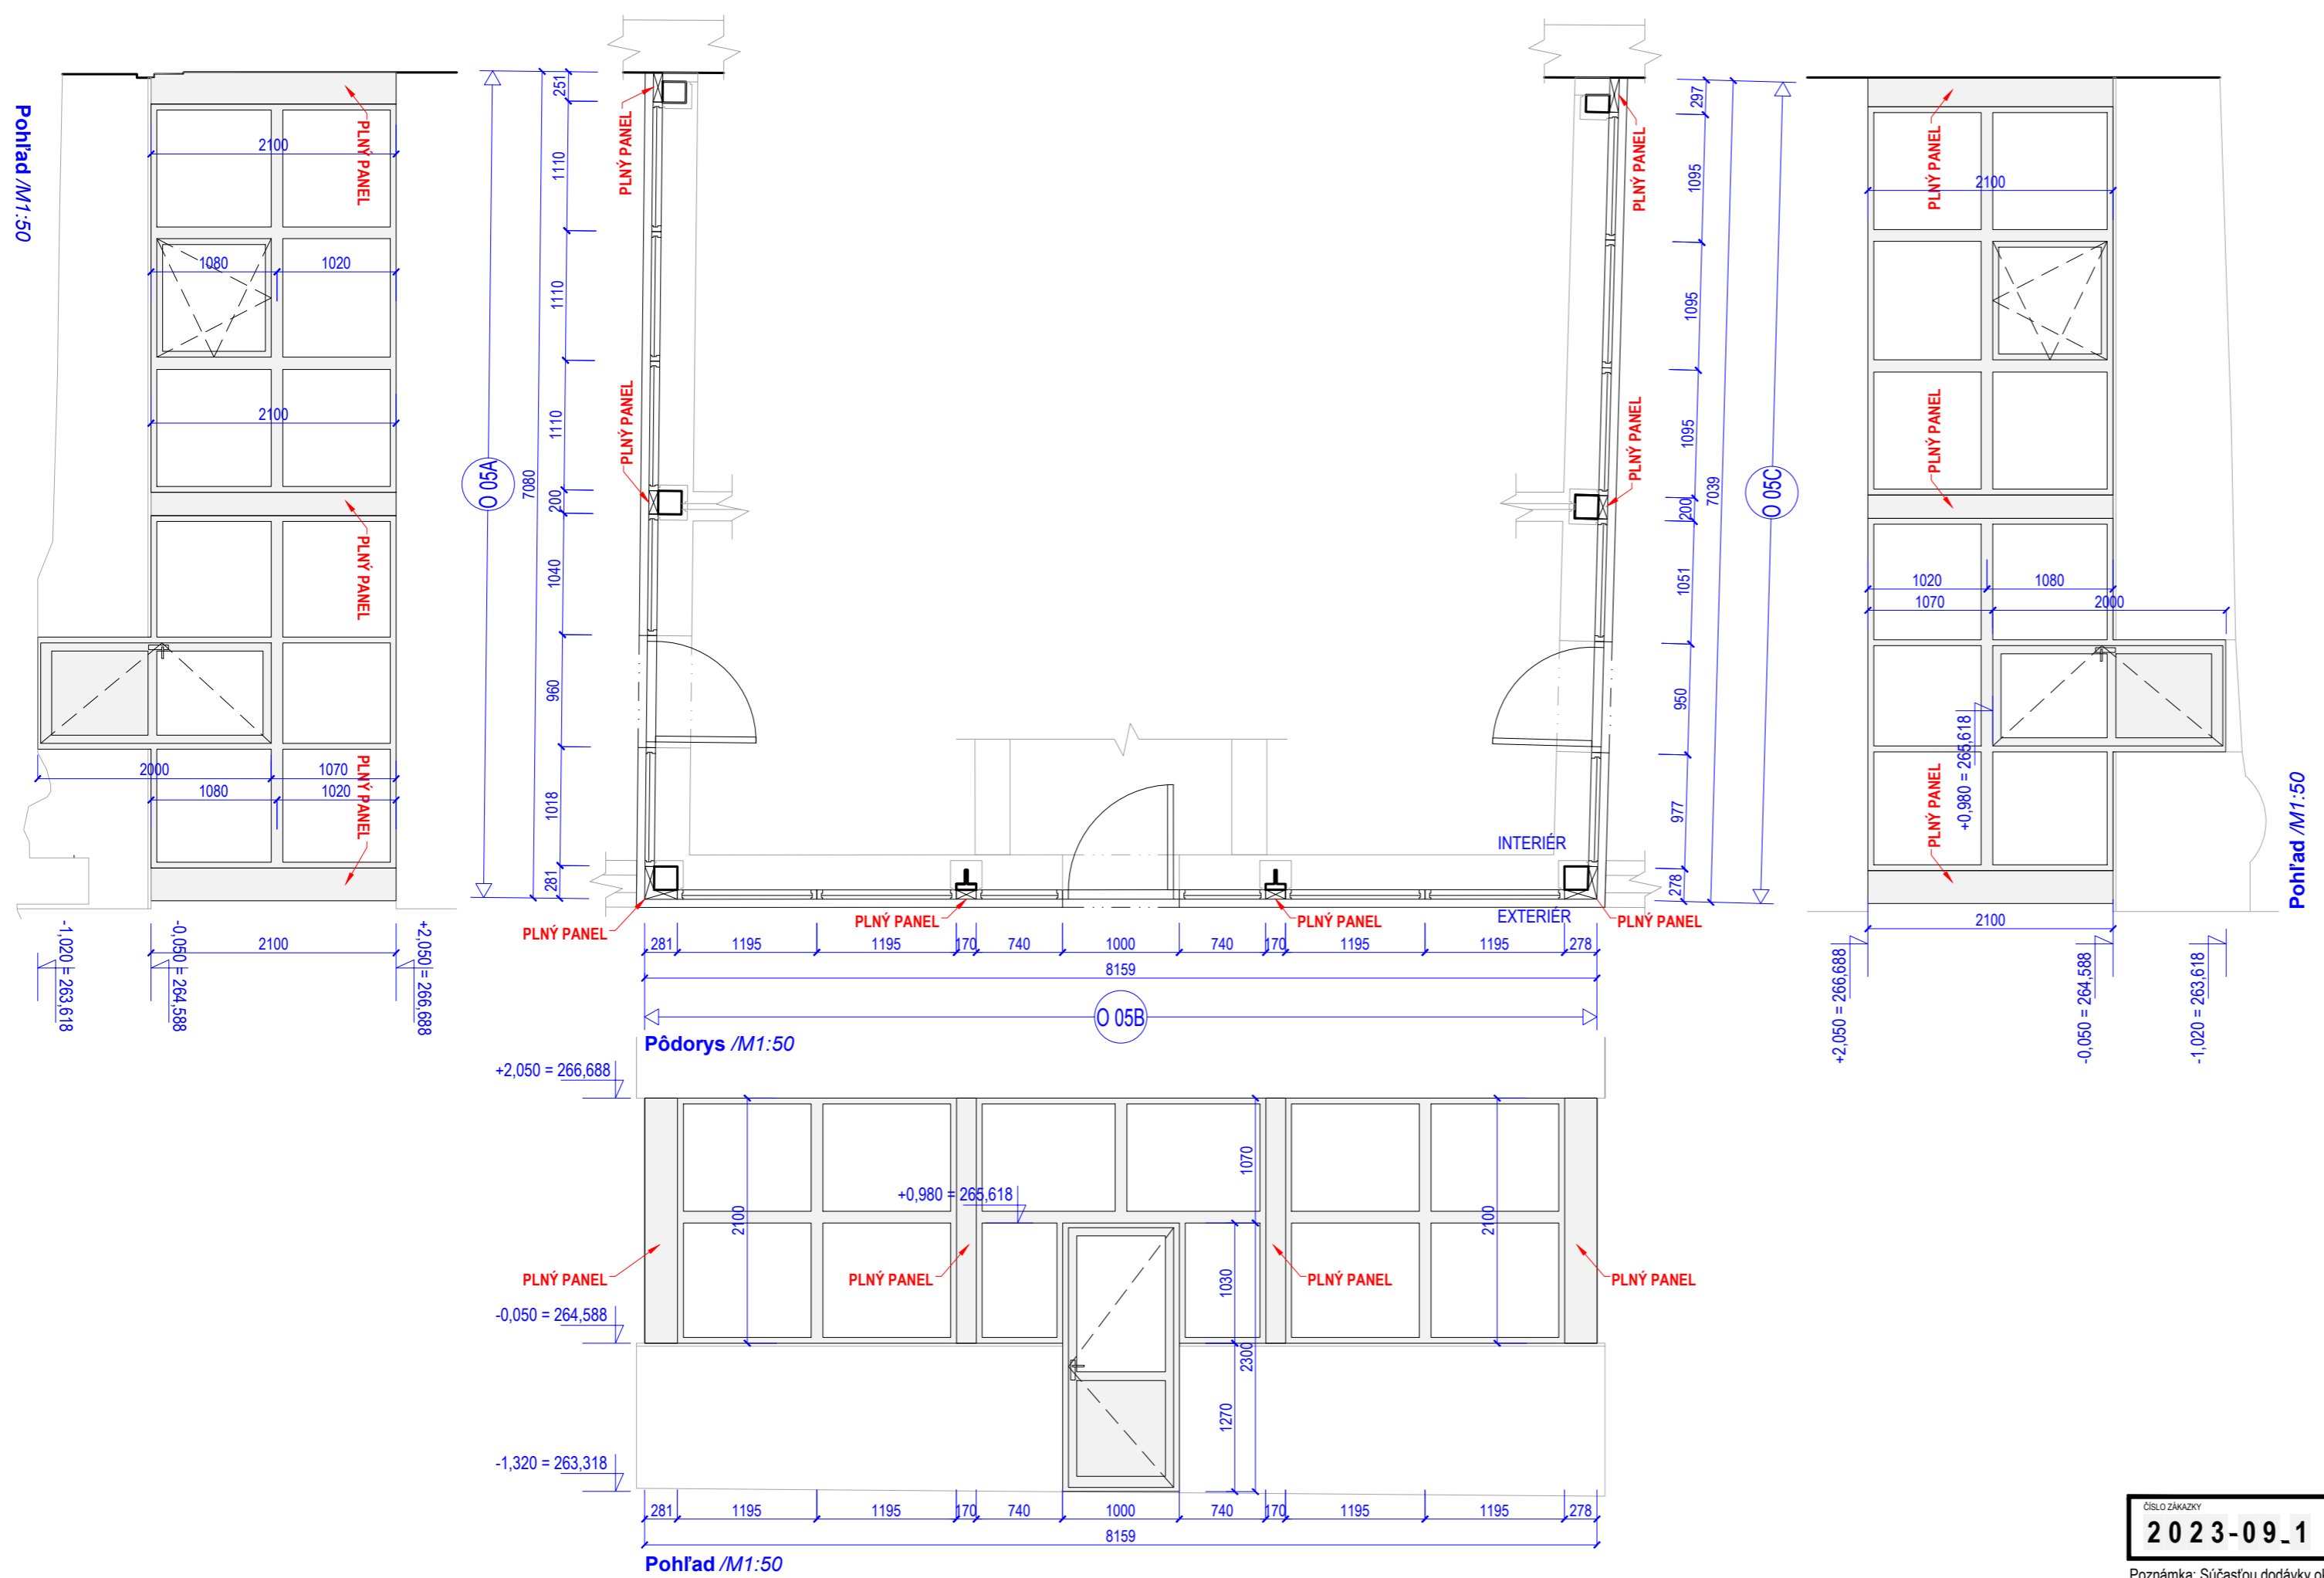 Pohľad /M1:50
PLNÝ PANEL
2100
1080
1020
2100
PLNÝ PANEL
2000
1070
1080
1020
PLNÝ PANEL
2100
-1,020 = 263,618
-0,050 = 264,588
+2,050 = 266,688
O 05A
7080
251
1110
1110
1110
200
1040
960
1018
281
PLNÝ PANEL
PLNÝ PANEL
PLNÝ PANEL
PLNÝ PANEL
PLNÝ PANEL
PLNÝ PANEL
PLNÝ PANEL
PLNÝ PANEL
INTERIÉR
EXTERIÉR
297
1095
1095
1095
200
1051
950
977
278
7039
O 05C
281
1195
1195
170
740
1000
740
170
1195
1195
278
8159
O 05B
Pôdorys /M1:50
PLNÝ PANEL
2100
PLNÝ PANEL
1020
1080
1070
2000
+0,980 = 265,618
PLNÝ PANEL
2100
+2,050 = 266,688
-0,050 = 264,588
-1,020 = 263,618
Pohľad /M1:50
+2,050 = 266,688
+0,980 = 265,618
2100
1070
2100
1030
2300
1270
PLNÝ PANEL
PLNÝ PANEL
PLNÝ PANEL
PLNÝ PANEL
-0,050 = 264,588
-1,320 = 263,318
281
1195
1195
170
740
1000
740
170
1195
1195
278
8159
Pohľad /M1:50
ČÍSLO ZÁKAZKY
2023-09_1
Poznámka: Súčasťou dodávky